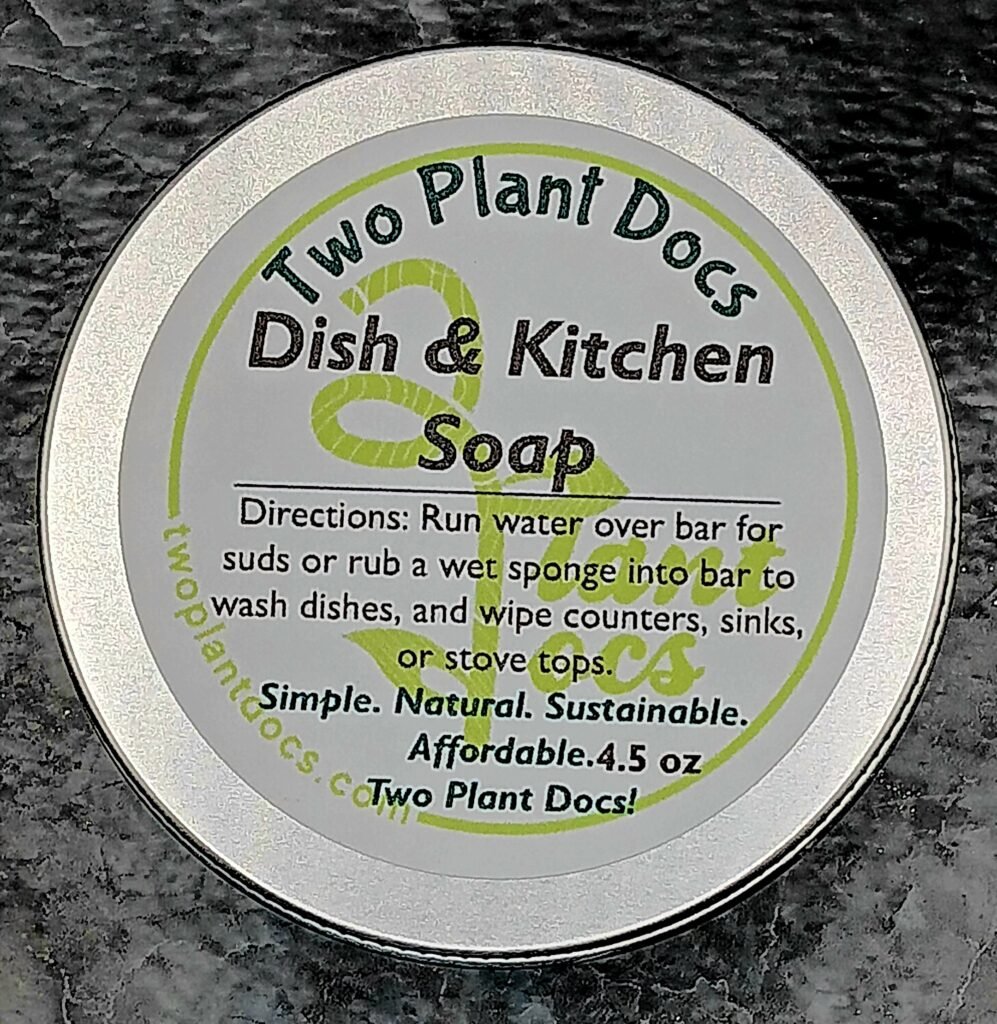 Two Plant Docs
Dish & Kitchen
Soap
Directions: Run water over bar for
suds or rub a wet sponge into bar to
wash dishes, and wipe counters, sinks,
or stove tops.
Simple. Natural. Sustainable.
Affordable.4.5 oz
Two Plant Docs!
Plant
Docs
twoplantdocs.com